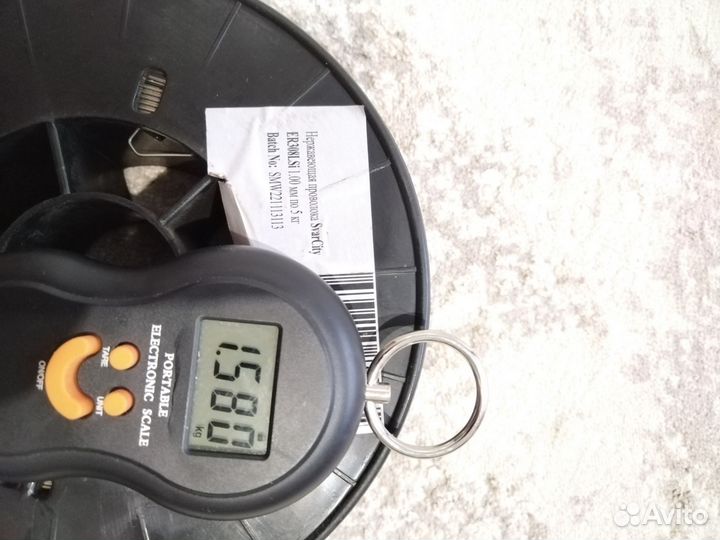 Нержавеющая проволока SvarCity
ER308LSi 1.00 мм по 5 кг
Batch No: SMW221113113
PORTABLE
ELECTRONIC SCALE
TARE
UNIT
ON/OFF
1.580
kg
Avito